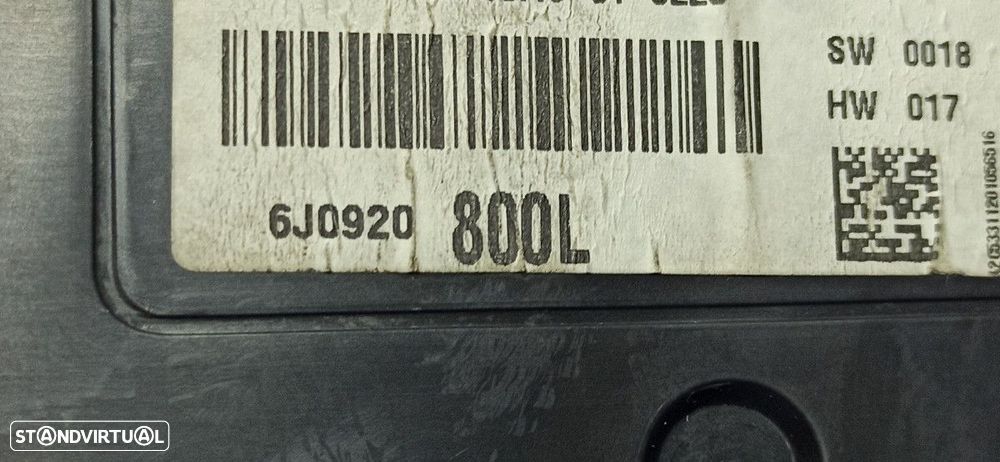 SW 0018
HW 017
6J0920 800L
STANDVIRTUAL